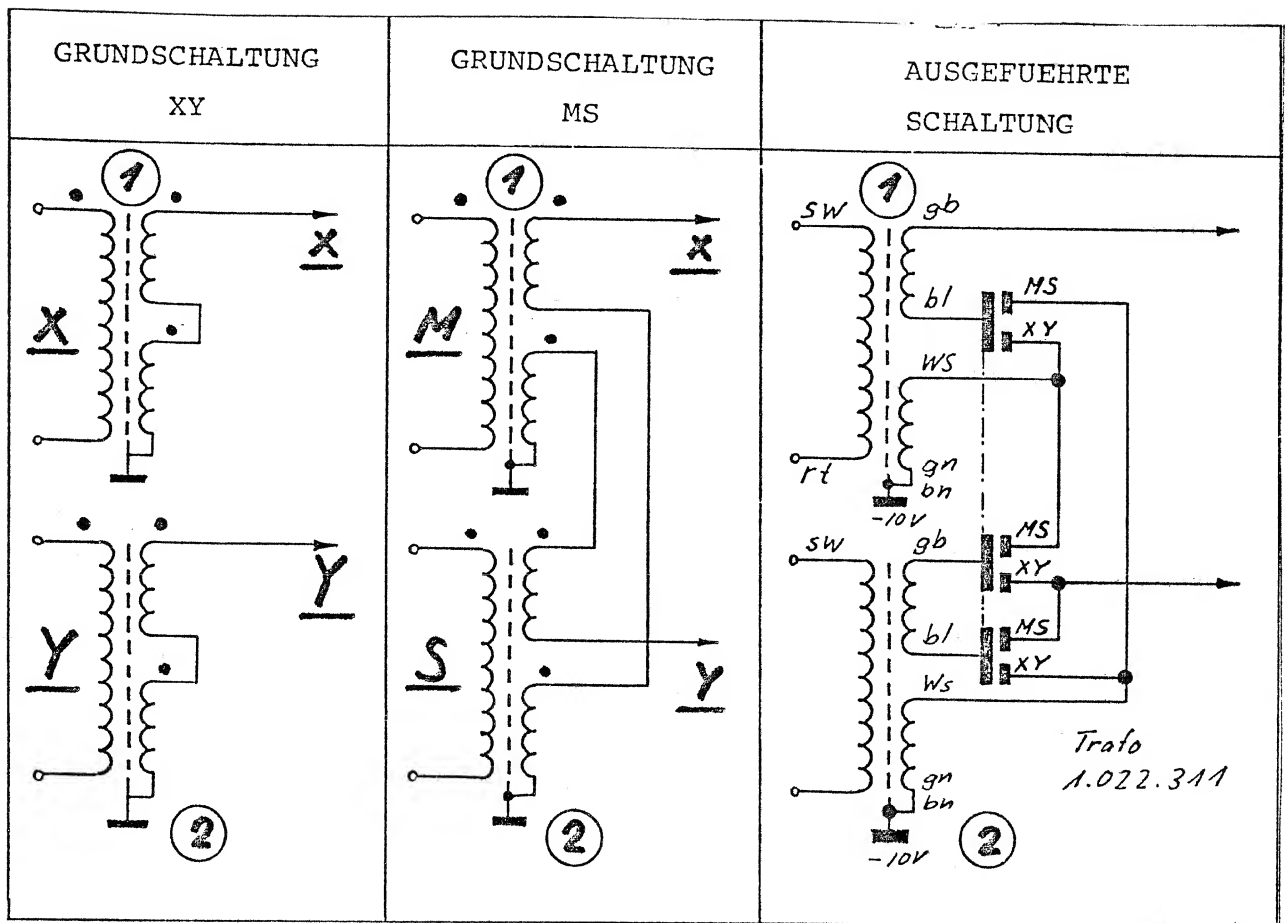 GRUNDSCHALTUNG
XY
1
X
X
Y
Y
2
GRUNDSCHALTUNG
MS
1
X
M
S
Y
2
AUSGEFUEHRTE
SCHALTUNG
1
sw
gb
MS
bl
XY
ws
rt
gn
bn
-10V
MS
sw
gb
XY
MS
bl
XY
Ws
Trafo
1.022.311
gn
bn
-10V
2